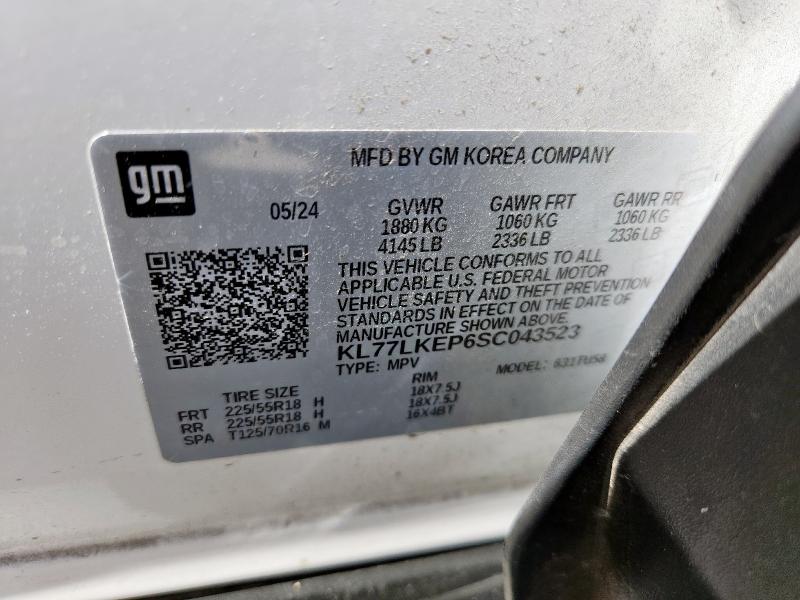 gm
MFD BY GM KOREA COMPANY
05/24 GVWR GAWR FRT GAWR RR
1880 KG 1060 KG 1060 KG
4145 LB 2336 LB 2336 LB
THIS VEHICLE CONFORMS TO ALL
APPLICABLE U.S. FEDERAL MOTOR
VEHICLE SAFETY AND THEFT PREVENTION
STANDARDS IN EFFECT ON THE DATE OF
MANUFACTURE SHOWN ABOVE.
KL77LKEP6SC043523
TYPE: MPV MODEL: 631TU56
TIRE SIZE RIM
FRT 225/55R18 H 18X7.5J
RR 225/55R18 H 18X7.5J
SPA T125/70R16 M 16X4BT